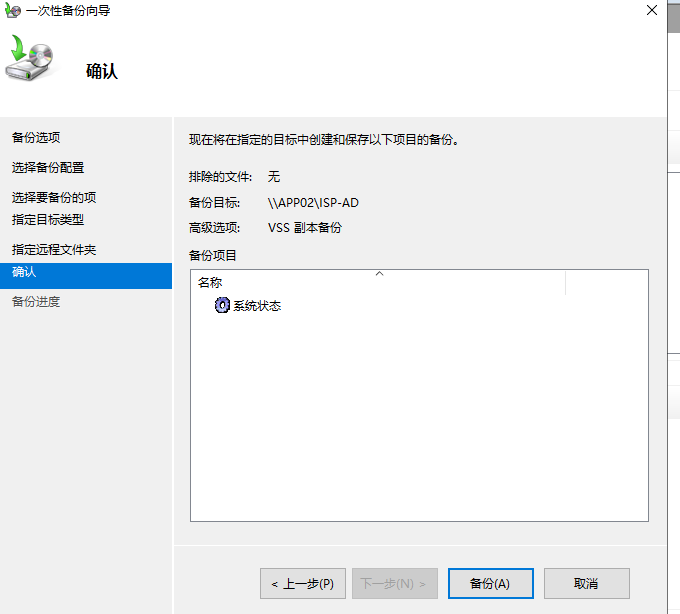 一次性备份向导
确认
备份选项
选择备份配置
选择要备份的项
指定目标类型
指定远程文件夹
确认
备份进度
现在将在指定的目标中创建和保存以下项目的备份。
排除的文件: 无
备份目标: \\APP02\ISP-AD
高级选项: VSS 副本备份
备份项目
名称
系统状态
< 上一步(P)
下一步(N) >
备份(A)
取消